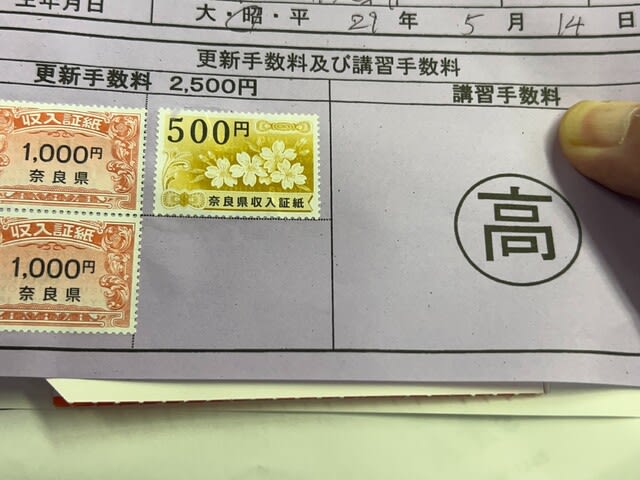 生年月日
大・昭・平 29 年 5 月 14 日
更新手数料及び講習手数料
更新手数料 2,500円
講習手数料
収入証紙
1,000円
奈良県
500円
奈良県収入証紙
高
収入証紙
1,000円
奈良県